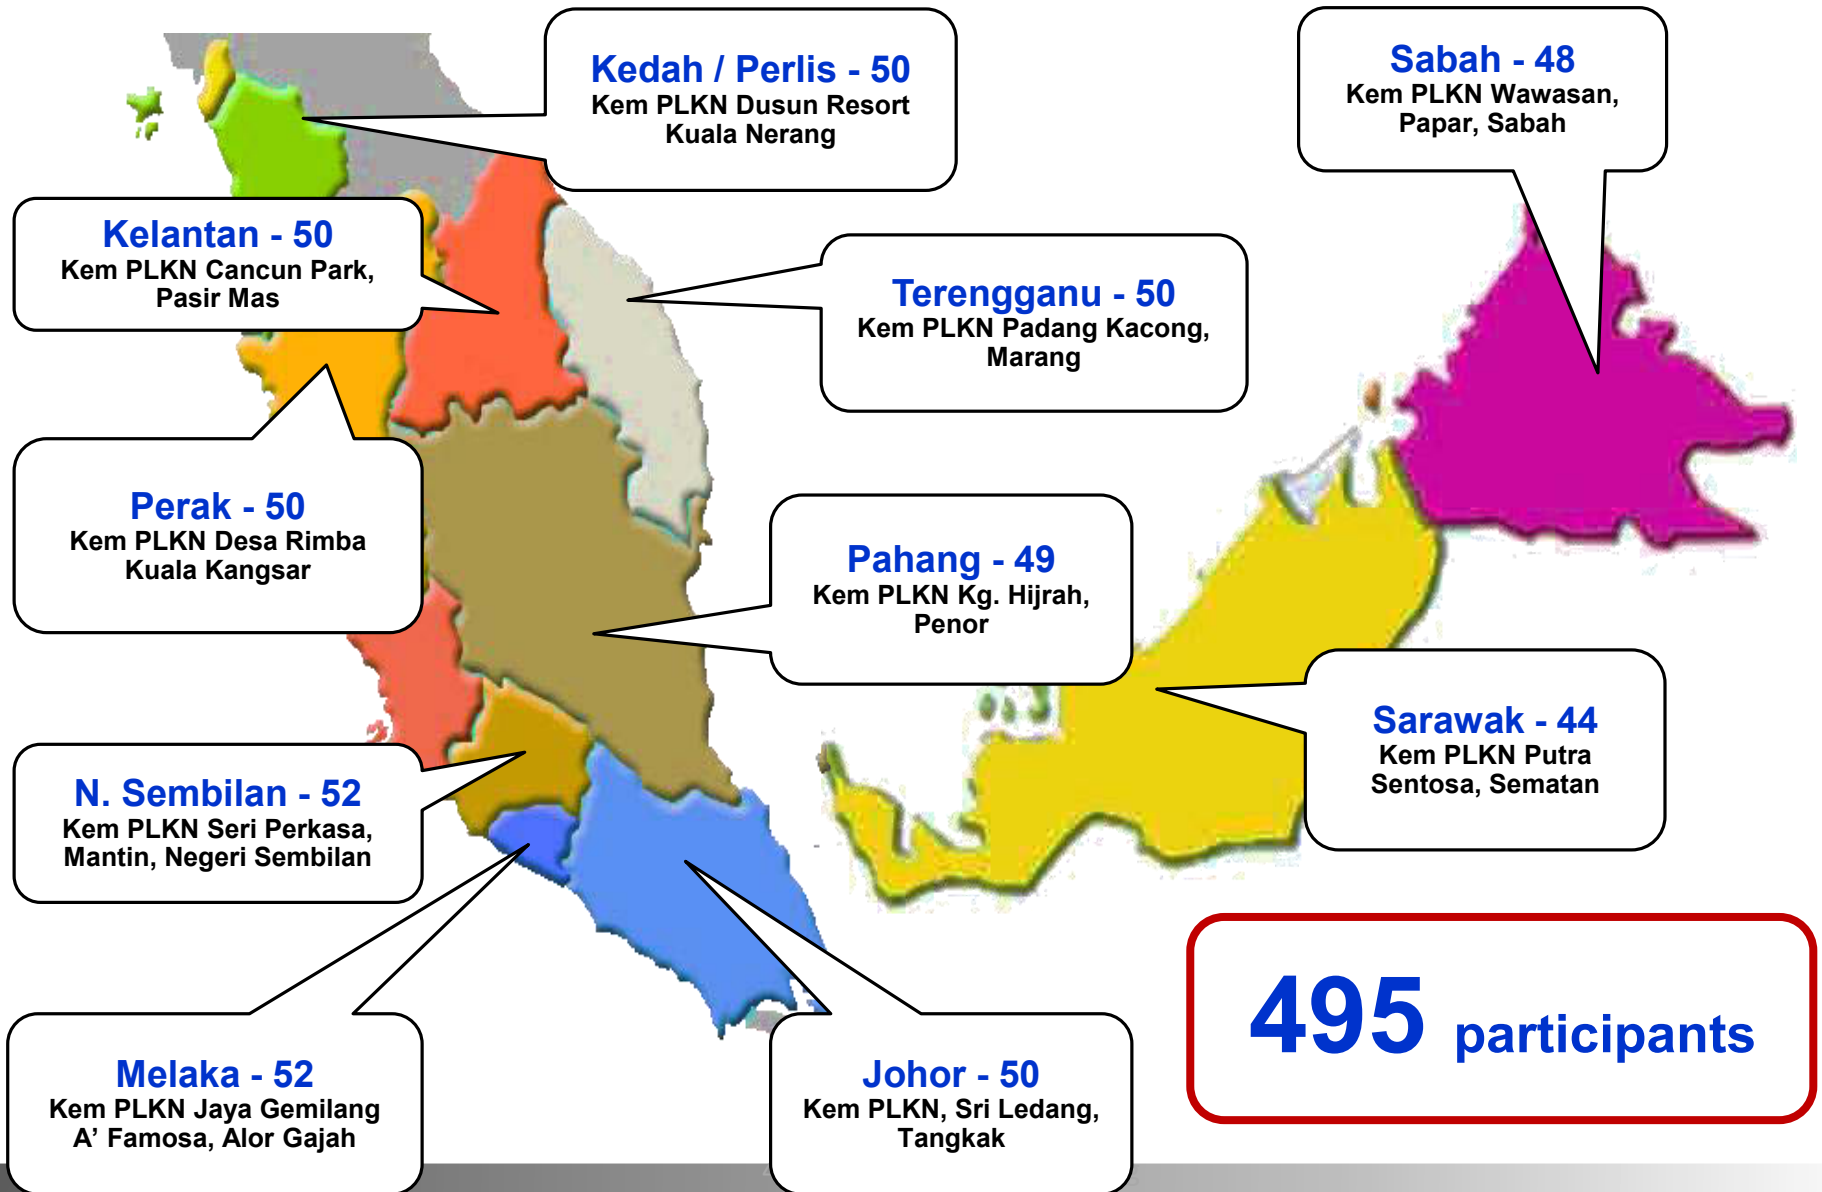 Kedah / Perlis - 50
Kem PLKN Dusun Resort
Kuala Nerang
Sabah - 48
Kem PLKN Wawasan,
Papar, Sabah
Kelantan - 50
Kem PLKN Cancun Park,
Pasir Mas
Terengganu - 50
Kem PLKN Padang Kacong,
Marang
Perak - 50
Kem PLKN Desa Rimba
Kuala Kangsar
Pahang - 49
Kem PLKN Kg. Hijrah,
Penor
Sarawak - 44
Kem PLKN Putra
Sentosa, Sematan
N. Sembilan - 52
Kem PLKN Seri Perkasa,
Mantin, Negeri Sembilan
Melaka - 52
Kem PLKN Jaya Gemilang
A’ Famosa, Alor Gajah
Johor - 50
Kem PLKN, Sri Ledang,
Tangkak
495 participants